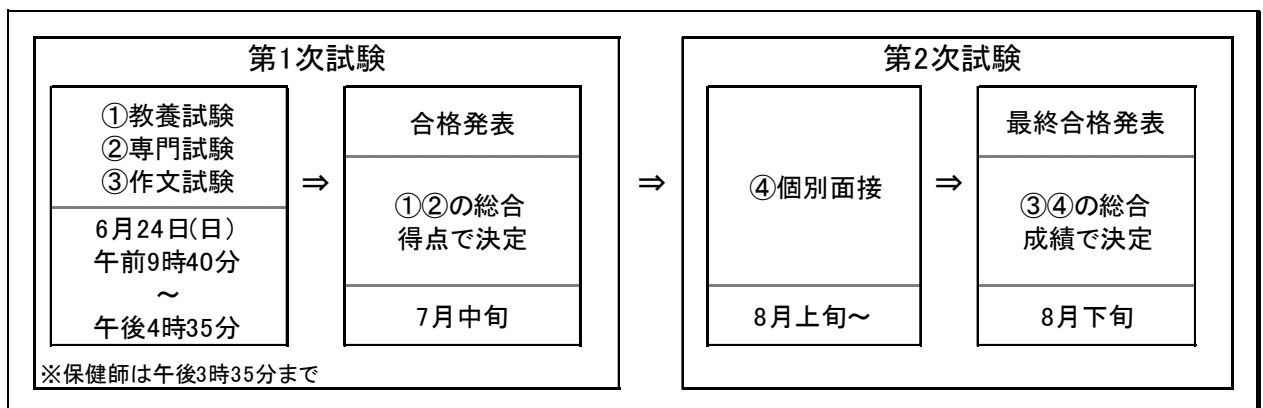 第1次試験
①教養試験
②専門試験
③作文試験
6月24日(日)
午前9時40分
～
午後4時35分
⇒
合格発表
①②の総合
得点で決定
7月中旬
※保健師は午後3時35分まで
⇒
第2次試験
④個別面接
8月上旬～
⇒
最終合格発表
③④の総合
成績で決定
8月下旬